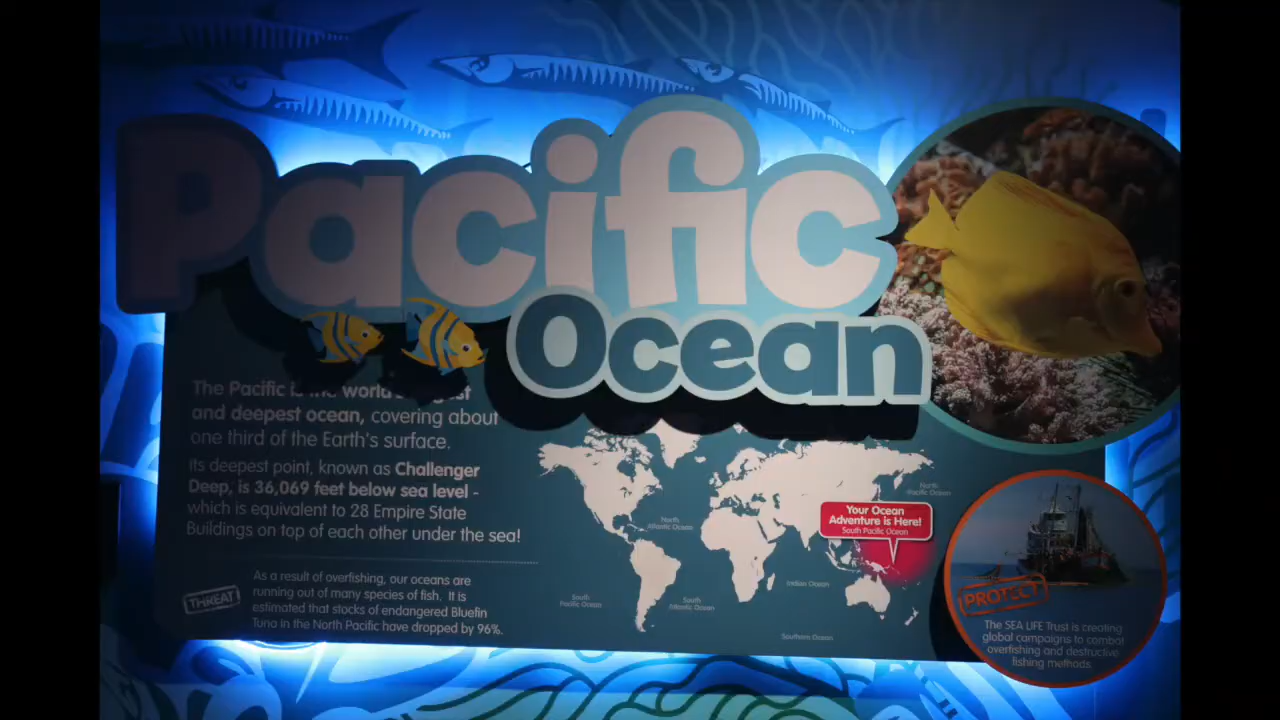 Pacific
Ocean
The Pacific is the world's largest
and deepest ocean, covering about
one third of the Earth's surface.
Its deepest point, known as Challenger
Deep, is 36,069 feet below sea level -
which is equivalent to 28 Empire State
Buildings on top of each other under the sea!
THREAT
As a result of overfishing, our oceans are
running out of many species of fish. It is
estimated that stocks of endangered Bluefin
Tuna in the North Pacific have dropped by 96%.
North
Pacific Ocean
Your Ocean
Adventure is Here!
South Pacific Ocean
North
Atlantic Ocean
Indian Ocean
South
Pacific Ocean
South
Atlantic Ocean
Southern Ocean
PROTECT
The SEA LIFE Trust is creating
global campaigns to combat
overfishing and destructive
fishing methods.